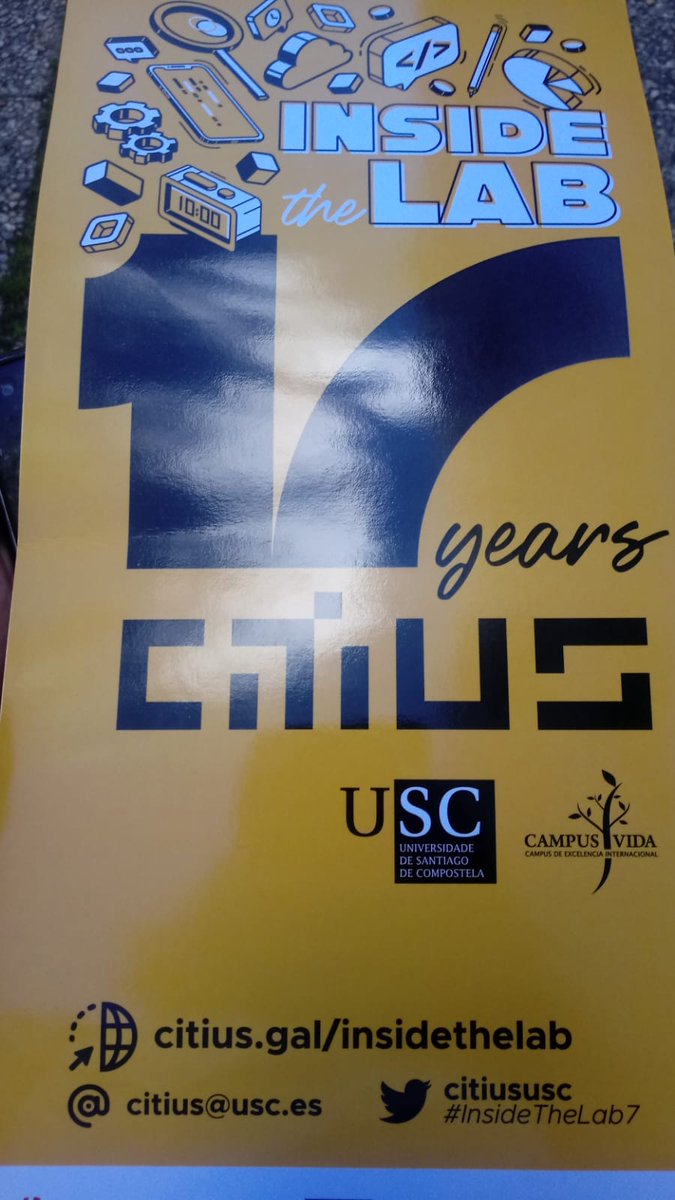 </>
INSIDE
the LAB
10:00
10
years
CITIUS
USC
UNIVERSIDADE
DE SANTIAGO
DE COMPOSTELA
CAMPUS VIDA
CAMPUS DE EXCELENCIA INTERNACIONAL
citius.gal/insidethelab
@ citius@usc.es
citiususc
#InsideTheLab7